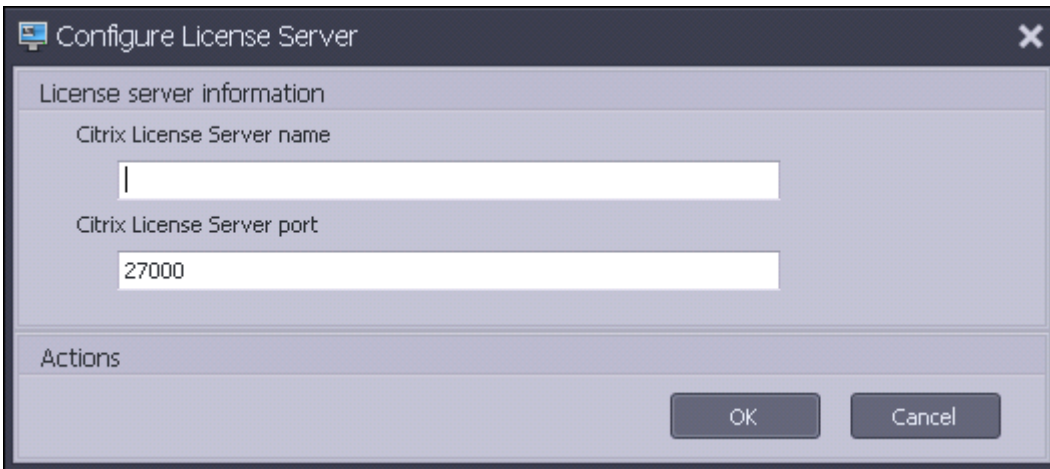 Configure License Server
License server information
Citrix License Server name
Citrix License Server port
27000
Actions
OK Cancel